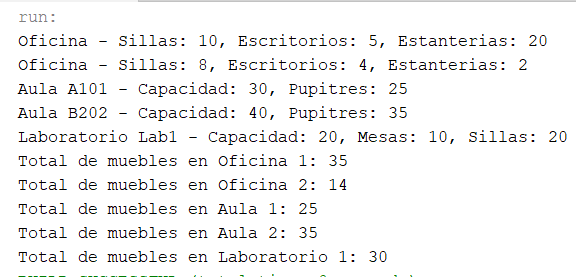 run:
Oficina - Sillas: 10, Escritorios: 5, Estanterias: 20
Oficina - Sillas: 8, Escritorios: 4, Estanterias: 2
Aula A101 - Capacidad: 30, Pupitres: 25
Aula B202 - Capacidad: 40, Pupitres: 35
Laboratorio Lab1 - Capacidad: 20, Mesas: 10, Sillas: 20
Total de muebles en Oficina 1: 35
Total de muebles en Oficina 2: 14
Total de muebles en Aula 1: 25
Total de muebles en Aula 2: 35
Total de muebles en Laboratorio 1: 30